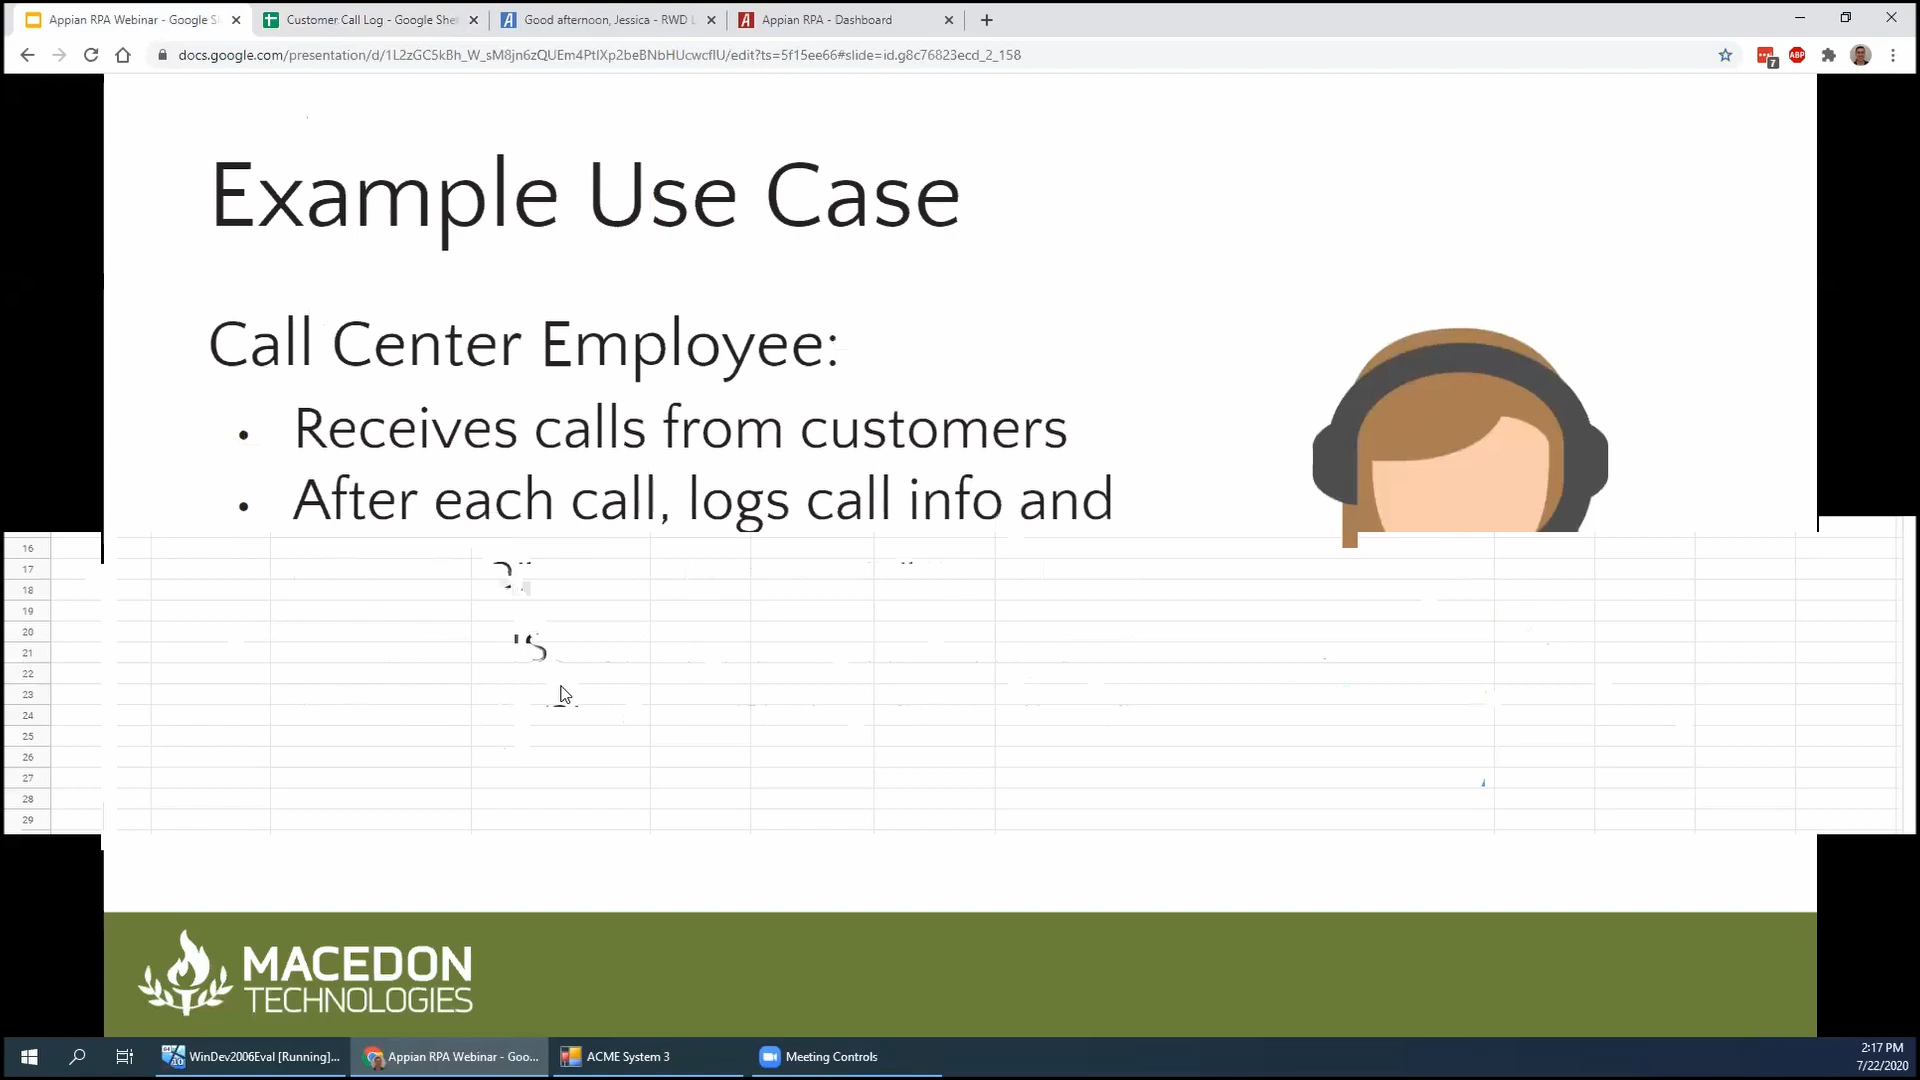 Appian RPA Webinar - Google Sl
Customer Call Log - Google She
Good afternoon, Jessica - RWD L
Appian RPA - Dashboard
docs.google.com/presentation/d/1L2zGC5kBh_W_sM8jn6zQUEm4PtlXp2beBNbHUcwcflU/edit?ts=5f15ee66#slide=id.g8c76823ecd_2_158
7
ABP
Example Use Case
Call Center Employee:
• Receives calls from customers
• After each call, logs call info and
16
17
18
19
20
21
22
23
24
25
26
27
28
29
MACEDON
TECHNOLOGIES
WinDev2006Eval [Running]...
Appian RPA Webinar - Goo...
ACME System 3
Meeting Controls
2:17 PM
7/22/2020